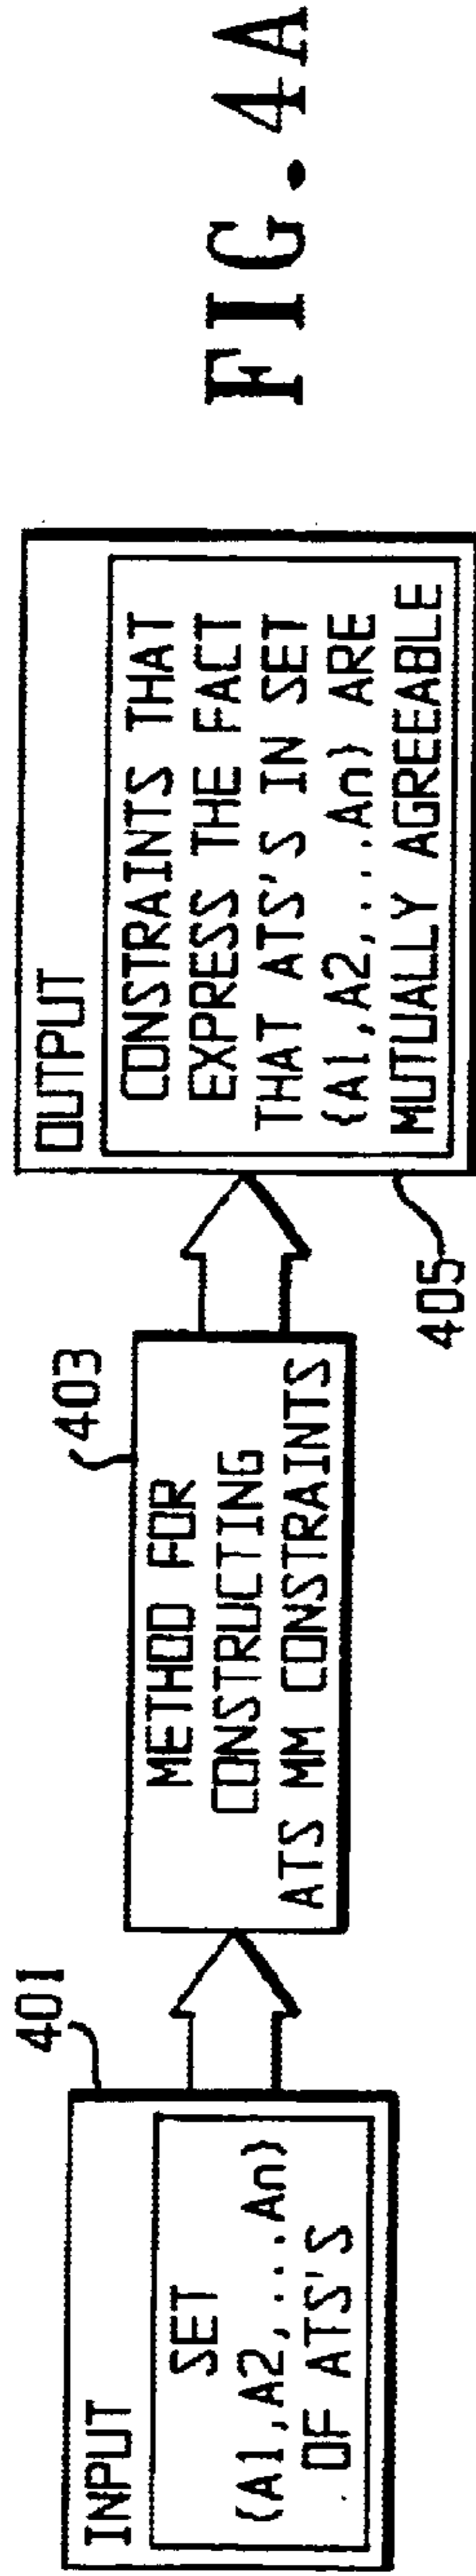 INPUT
SET
(A1,A2,...An)
OF ATS'S
401
METHOD FOR
CONSTRUCTING
ATS MM CONSTRAINTS
403
OUTPUT
CONSTRAINTS THAT
EXPRESS THE FACT
THAT ATS'S IN SET
(A1,A2,....An) ARE
MUTUALLY AGREEABLE
405
FIG.4A